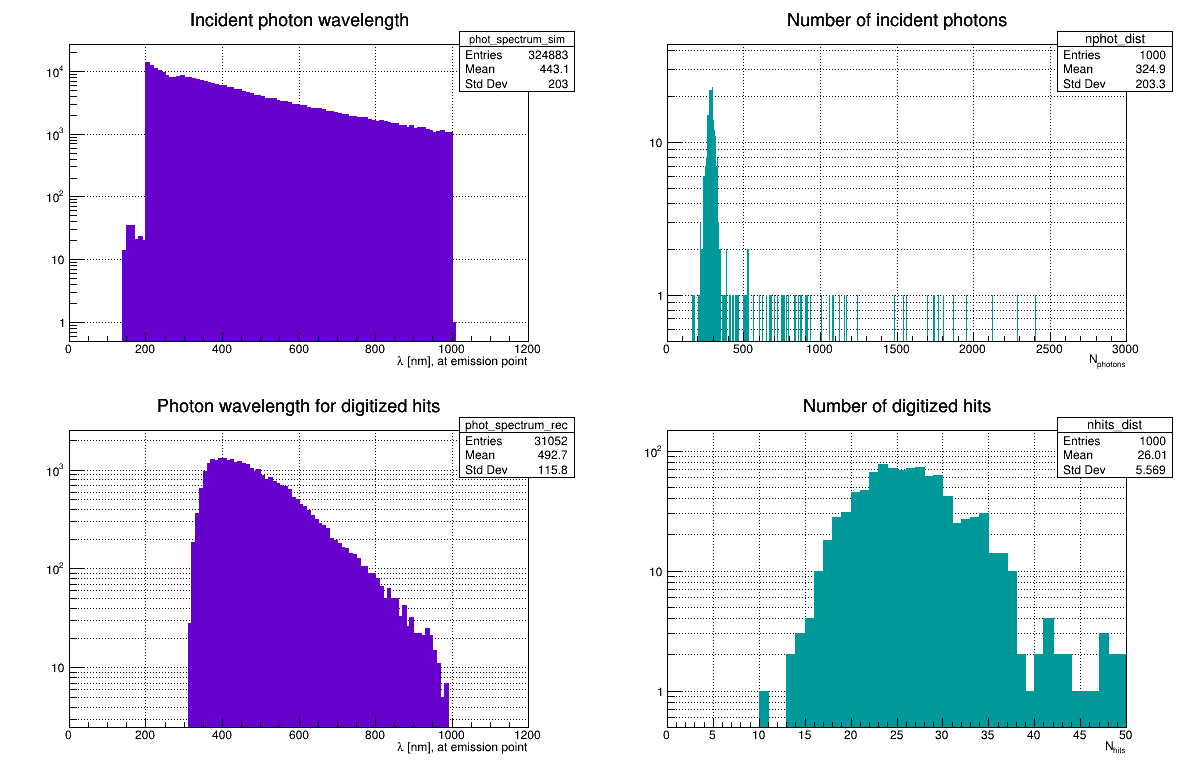 Incident photon wavelength
phot_spectrum_sim
Entries 324883
Mean 443.1
Std Dev 203
10⁴
10³
10²
10
1
0 200 400 600 800 1000 1200
λ [nm], at emission point
Number of incident photons
nphot_dist
Entries 1000
Mean 324.9
Std Dev 203.3
10
1
0 500 1000 1500 2000 2500 3000
N_photons
Photon wavelength for digitized hits
phot_spectrum_rec
Entries 31052
Mean 492.7
Std Dev 115.8
10³
10²
10
0 200 400 600 800 1000 1200
λ [nm], at emission point
Number of digitized hits
nhits_dist
Entries 1000
Mean 26.01
Std Dev 5.569
10²
10
1
0 5 10 15 20 25 30 35 40 45 50
N_hits